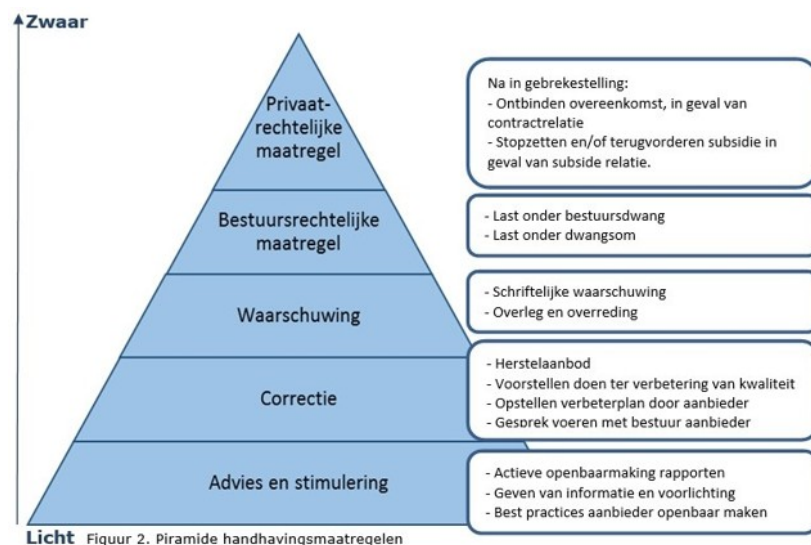 Zwaar
Privaat-
rechtelijke
maatregel
Na in gebrekestelling:
- Ontbinden overeenkomst, in geval van
contractrelatie
- Stopzetten en/of terugvorderen subsidie in
geval van subside relatie.
Bestuursrechtelijke
maatregel
- Last onder bestuursdwang
- Last onder dwangsom
Waarschuwing
- Schriftelijke waarschuwing
- Overleg en overreding
Correctie
- Herstelaanbod
- Voorstellen doen ter verbetering van kwaliteit
- Opstellen verbeterplan door aanbieder
- Gesprek voeren met bestuur aanbieder
Advies en stimulering
- Actieve openbaarmaking rapporten
- Geven van informatie en voorlichting
- Best practices aanbieder openbaar maken
Licht Figuur 2. Piramide handhavingsmaatregelen